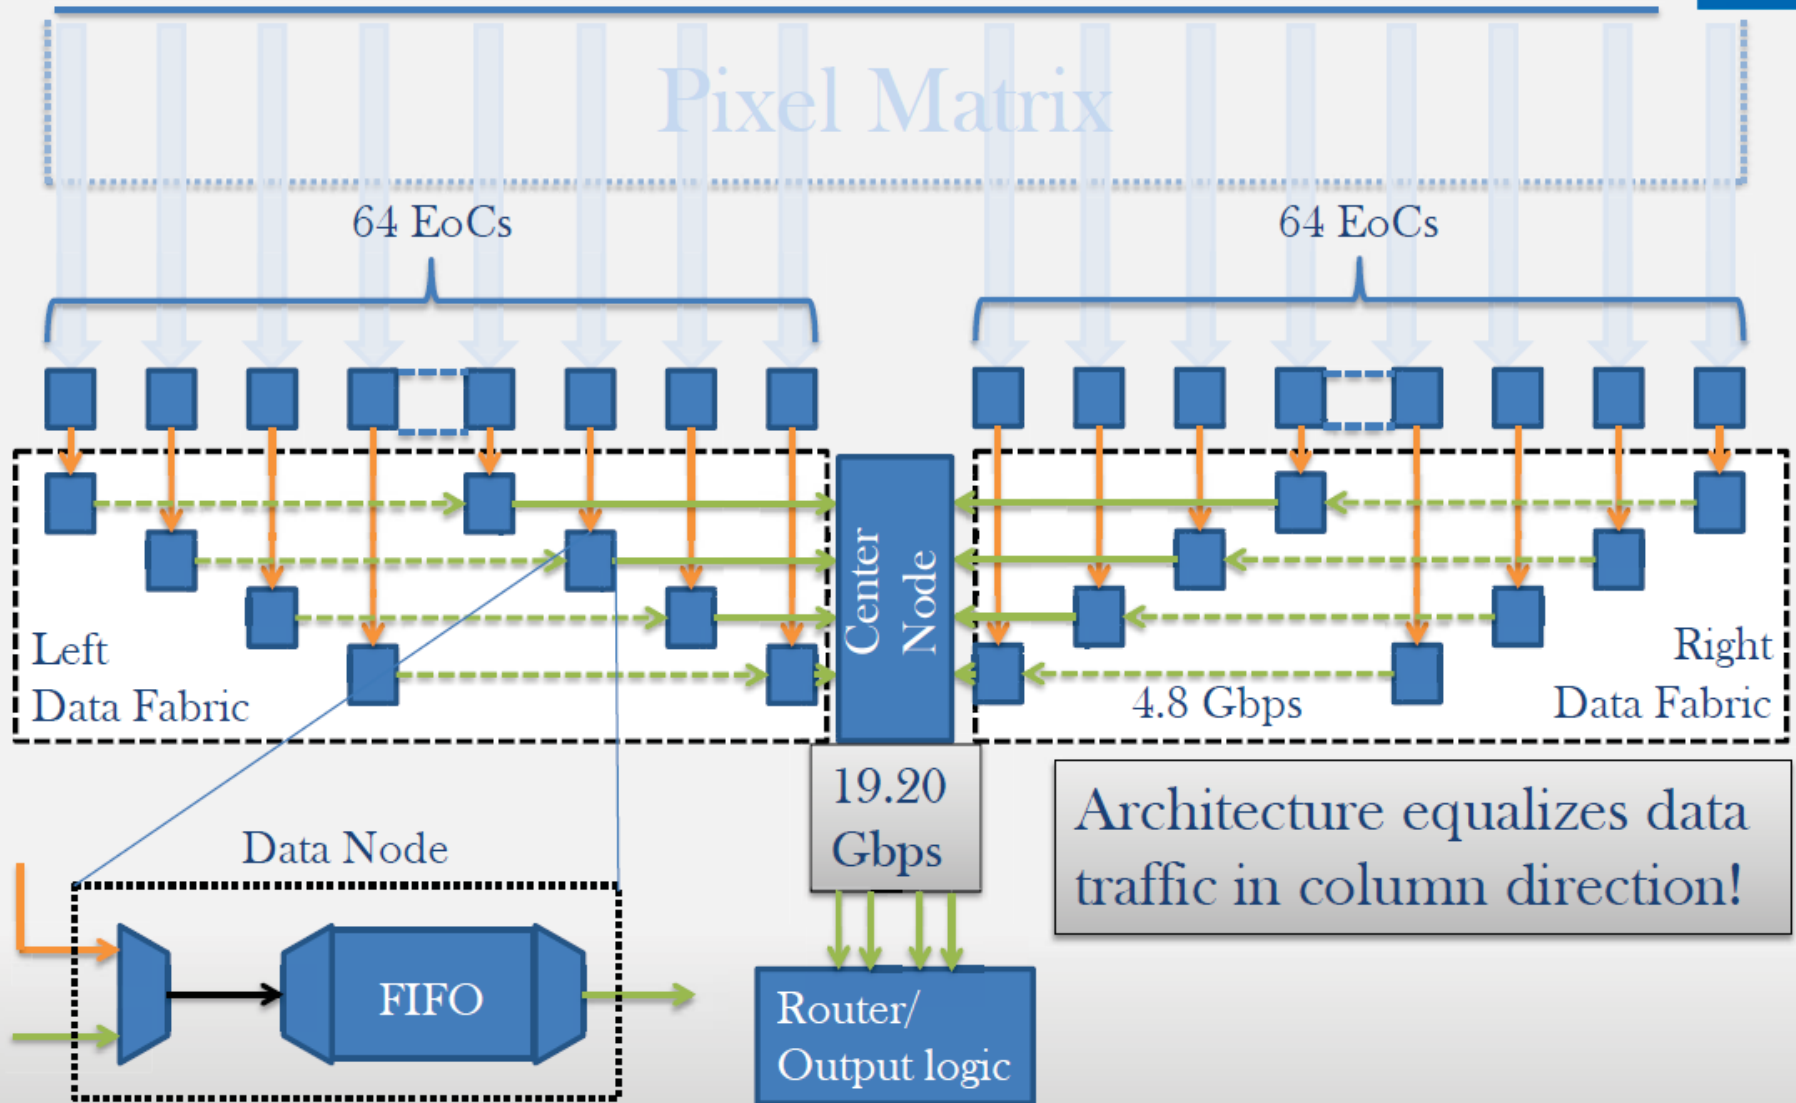 Pixel Matrix
64 EoCs
64 EoCs
Center
Node
Left
Data Fabric
4.8 Gbps
Right
Data Fabric
19.20
Gbps
Architecture equalizes data
traffic in column direction!
Data Node
FIFO
Router/
Output logic